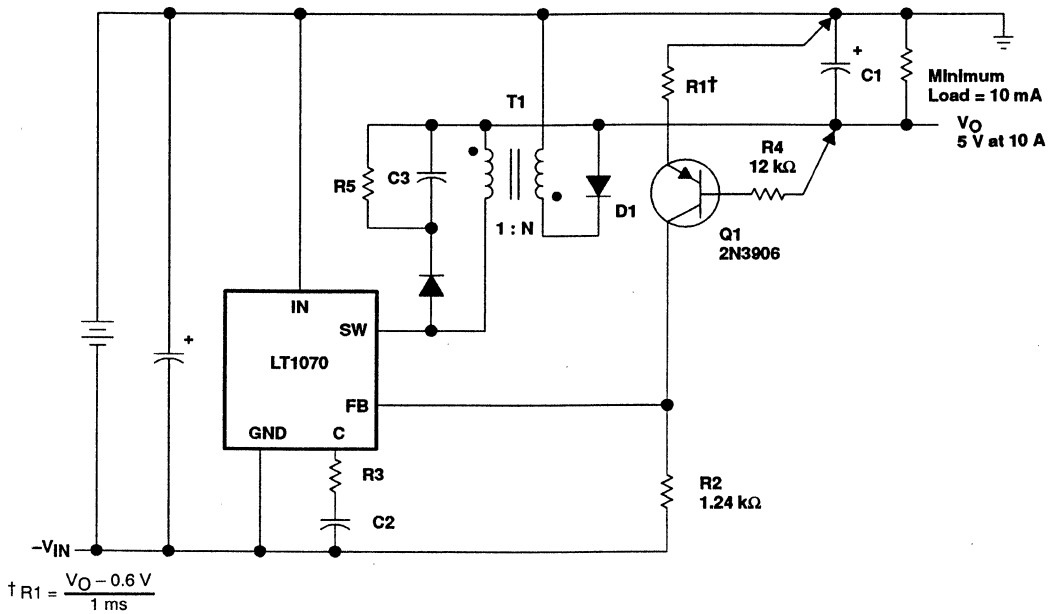 +
C1
R1†
Minimum
Load = 10 mA
T1
VO
5 V at 10 A
R4
12 kΩ
C3
R5
D1
1 : N
Q1
2N3906
IN
SW
+
LT1070
FB
GND
C
R3
R2
1.24 kΩ
C2
–VIN
† R1 = VO – 0.6 V
1 ms